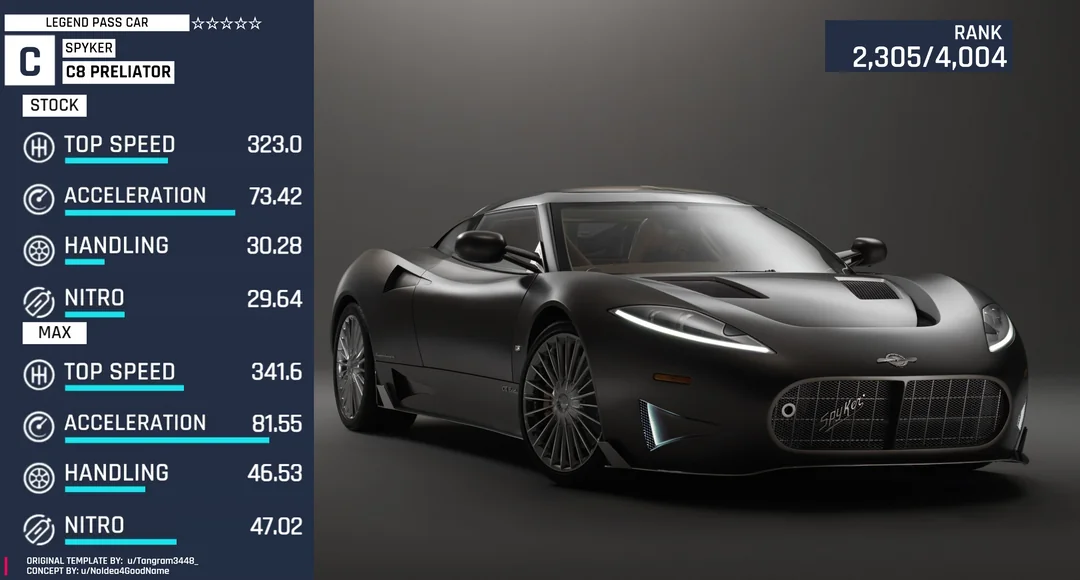 LEGEND PASS CAR ☆☆☆☆☆
C
SPYKER
C8 PRELIATOR
STOCK
TOP SPEED 323.0
ACCELERATION 73.42
HANDLING 30.28
NITRO 29.64
MAX
TOP SPEED 341.6
ACCELERATION 81.55
HANDLING 46.53
NITRO 47.02
ORIGINAL TEMPLATE BY: u/Tangram3448_
CONCEPT BY: u/NoIdea4GoodName
RANK
2,305/4,004
Spyker